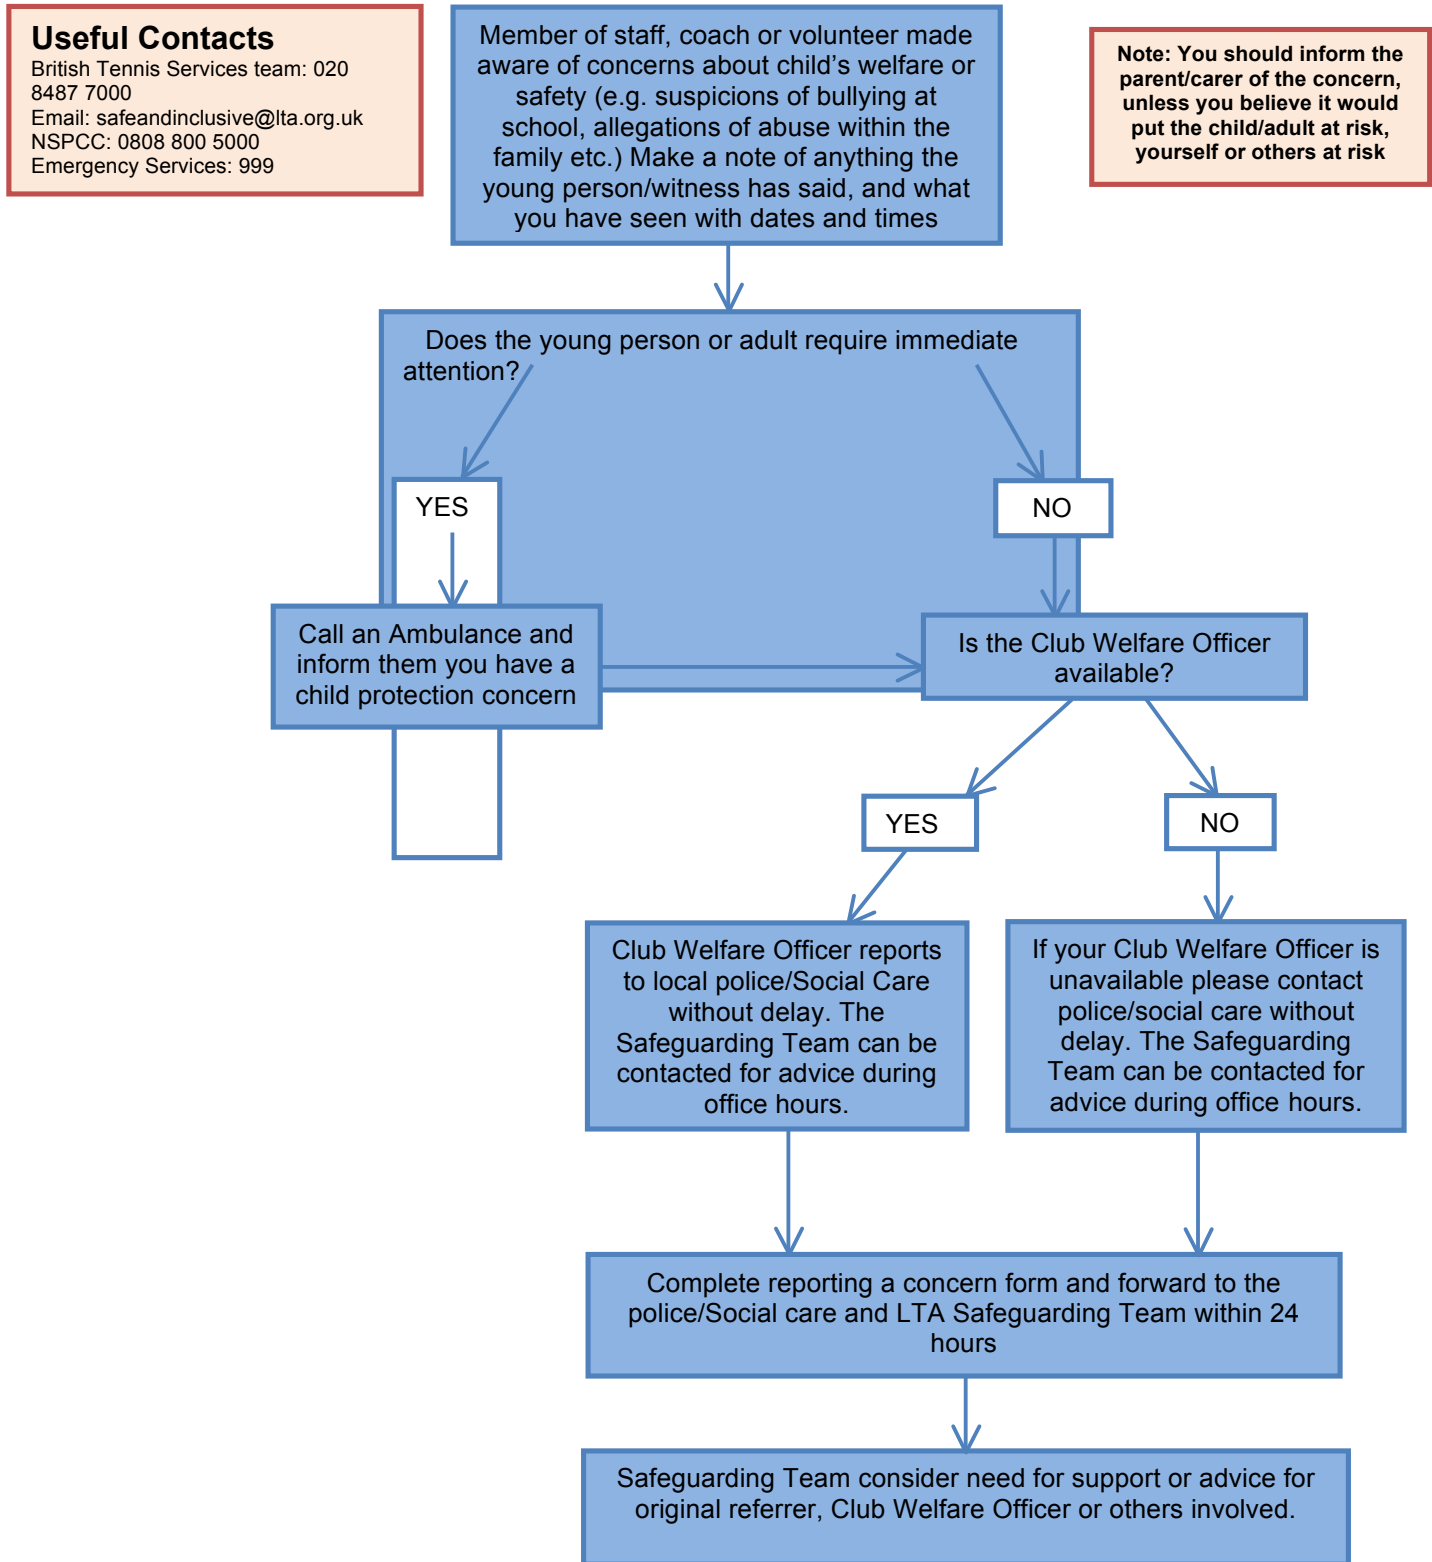 Useful Contacts
British Tennis Services team: 020
8487 7000
Email: safeandinclusive@lta.org.uk
NSPCC: 0808 800 5000
Emergency Services: 999
Member of staff, coach or volunteer made
aware of concerns about child's welfare or
safety (e.g. suspicions of bullying at
school, allegations of abuse within the
family etc.) Make a note of anything the
young person/witness has said, and what
you have seen with dates and times
Note: You should inform the
parent/carer of the concern,
unless you believe it would
put the child/adult at risk,
yourself or others at risk
Does the young person or adult require immediate
attention?
YES
NO
Call an Ambulance and
inform them you have a
child protection concern
Is the Club Welfare Officer
available?
YES
NO
Club Welfare Officer reports
to local police/Social Care
without delay. The
Safeguarding Team can be
contacted for advice during
office hours.
If your Club Welfare Officer is
unavailable please contact
police/social care without
delay. The Safeguarding
Team can be contacted for
advice during office hours.
Complete reporting a concern form and forward to the
police/Social care and LTA Safeguarding Team within 24
hours
Safeguarding Team consider need for support or advice for
original referrer, Club Welfare Officer or others involved.